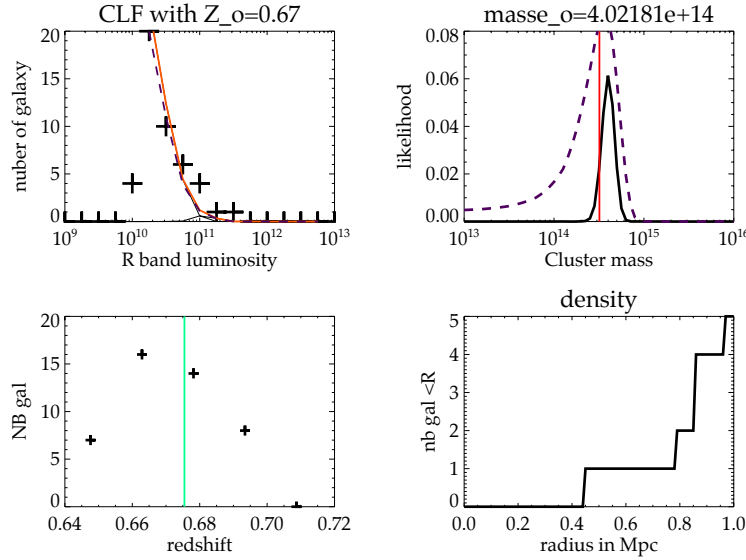 CLF with Z_o=0.67
20
15
10
5
0
nuber of galaxy
10^9 10^10 10^11 10^12 10^13
R band luminosity
masse_o=4.02181e+14
0.08
0.06
0.04
0.02
0.00
likelihood
10^13 10^14 10^15 10^16
Cluster mass
20
15
10
5
0
NB gal
0.64 0.66 0.68 0.70 0.72
redshift
density
5
4
3
2
1
0
nb gal <R
0.0 0.2 0.4 0.6 0.8 1.0
radius in Mpc